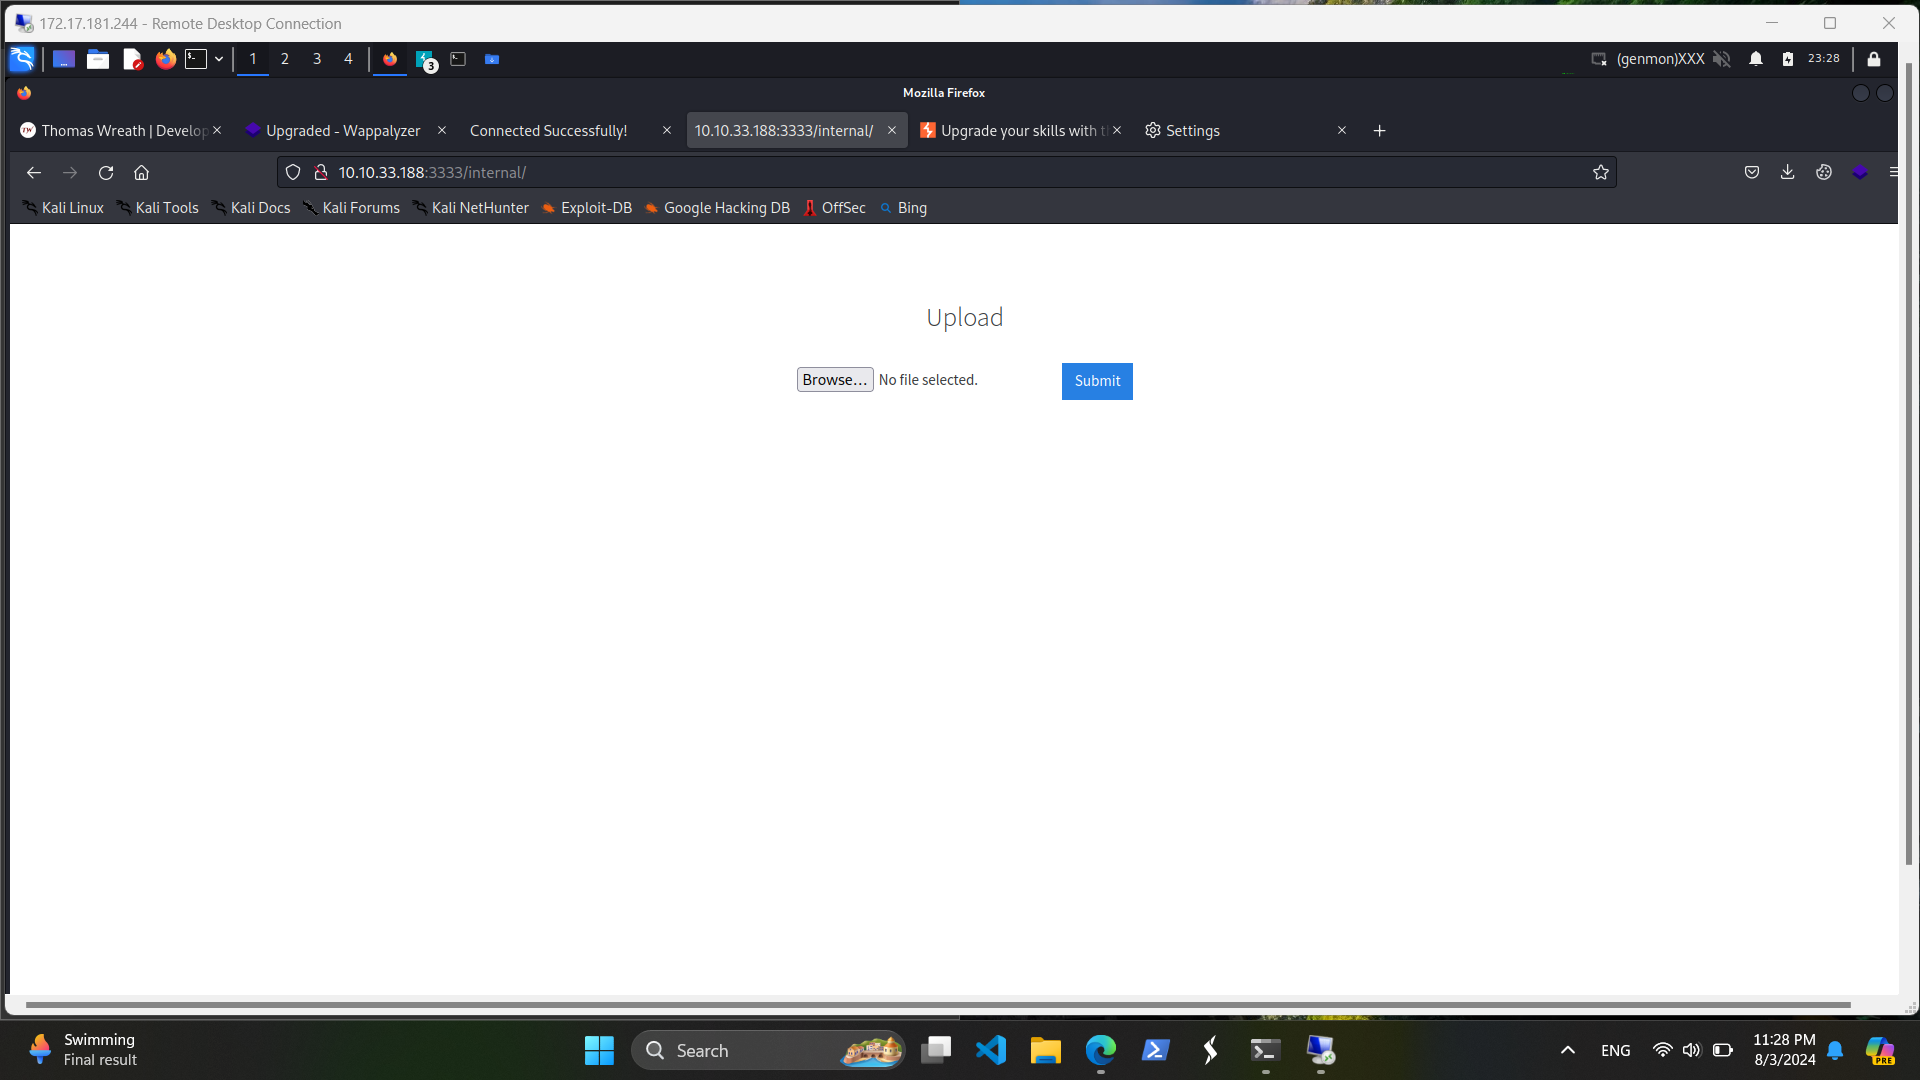 172.17.181.244 - Remote Desktop Connection
1 2 3 4 3 (genmon)XXX 23:28
Mozilla Firefox
Thomas Wreath | Develop Upgraded - Wappalyzer Connected Successfully! 10.10.33.188:3333/internal/ Upgrade your skills with t Settings
10.10.33.188:3333/internal/
Kali Linux Kali Tools Kali Docs Kali Forums Kali NetHunter Exploit-DB Google Hacking DB OffSec Bing
Upload
Browse... No file selected. Submit
Swimming
Final result
Search
ENG
11:28 PM
8/3/2024
PRE